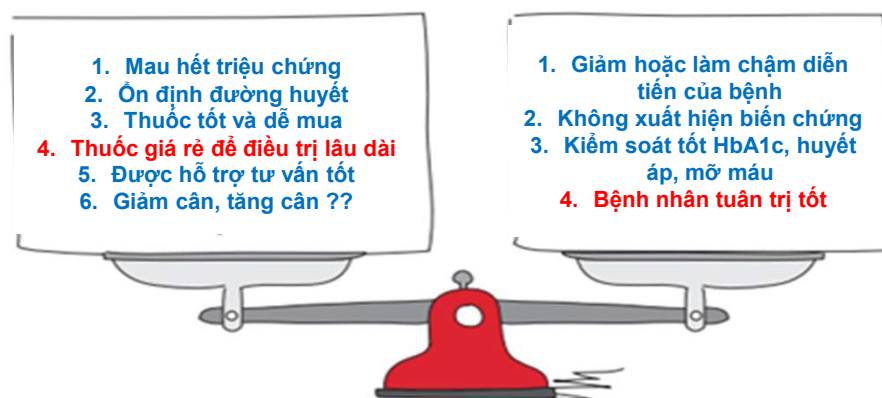 1. Mau hết triệu chứng
2. Ổn định đường huyết
3. Thuốc tốt và dễ mua
4. Thuốc giá rẻ để điều trị lâu dài
5. Được hỗ trợ tư vấn tốt
6. Giảm cân, tăng cân ??
1. Giảm hoặc làm chậm diễn
tiến của bệnh
2. Không xuất hiện biến chứng
3. Kiểm soát tốt HbA1c, huyết
áp, mỡ máu
4. Bệnh nhân tuân trị tốt